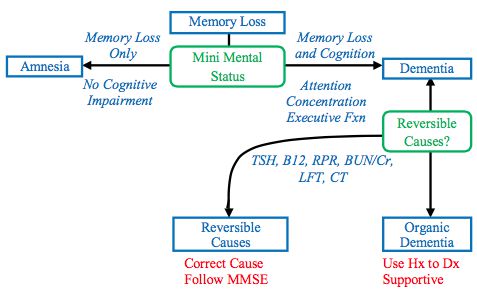 Memory Loss
Memory Loss
Only
Mini Mental
Status
Memory Loss
and Cognition
Amnesia
Dementia
No Cognitive
Impairment
Attention
Concentration
Executive Fxn
Reversible
Causes?
TSH, B12, RPR, BUN/Cr,
LFT, CT
Reversible
Causes
Organic
Dementia
Correct Cause
Follow MMSE
Use Hx to Dx
Supportive